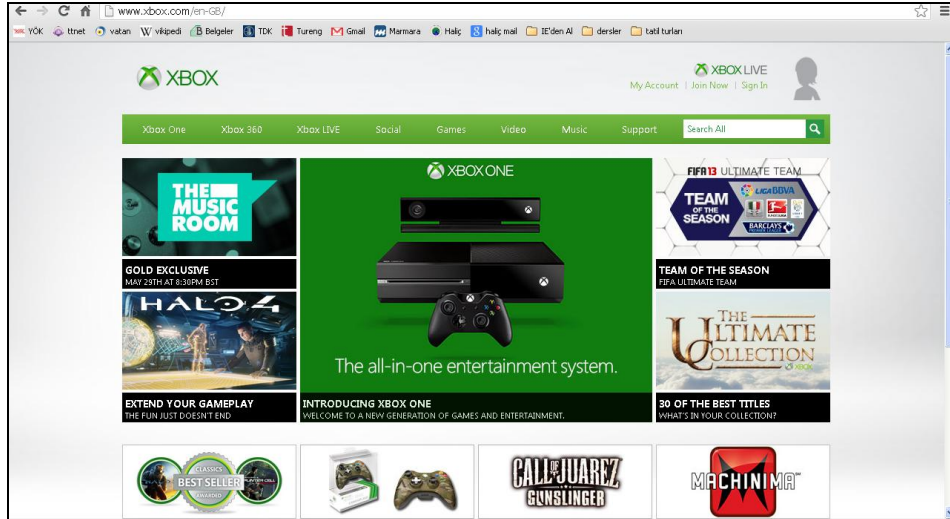 www.xbox.com/en-GB/
YÖK ttnet vatan vikipedi Belgeler TDK Tureng Gmail Marmara Haliç haliç mail IE'den Al dersler tatil turları
XBOX
XBOX LIVE
My Account | Join Now | Sign In
Xbox One Xbox 360 Xbox LIVE Social Games Video Music Support Search All
THE MUSIC ROOM
GOLD EXCLUSIVE
MAY 29TH AT 8:30PM BST
HALO 4
EXTEND YOUR GAMEPLAY
THE FUN JUST DOESN'T END
XBOX ONE
The all-in-one entertainment system.
INTRODUCING XBOX ONE
WELCOME TO A NEW GENERATION OF GAMES AND ENTERTAINMENT.
FIFA 13 ULTIMATE TEAM
TEAM OF THE SEASON
LIGA BBVA
BARCLAYS
TEAM OF THE SEASON
FIFA ULTIMATE TEAM
THE ULTIMATE COLLECTION
XBOX
30 OF THE BEST TITLES
WHAT'S IN YOUR COLLECTION?
CLASSICS
BEST SELLER
AWARDED
CALL OF JUAREZ
GUNSLINGER
MACHINIMA